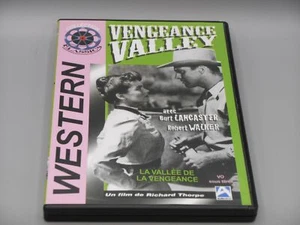 VENGEANCE
VALLEY
WESTERN
CLASSICS
avec
Burt LANCASTER
Robert WALKER
LA VALLÉE DE
LA VENGEANCE
VO
Un film de Richard Thorpe